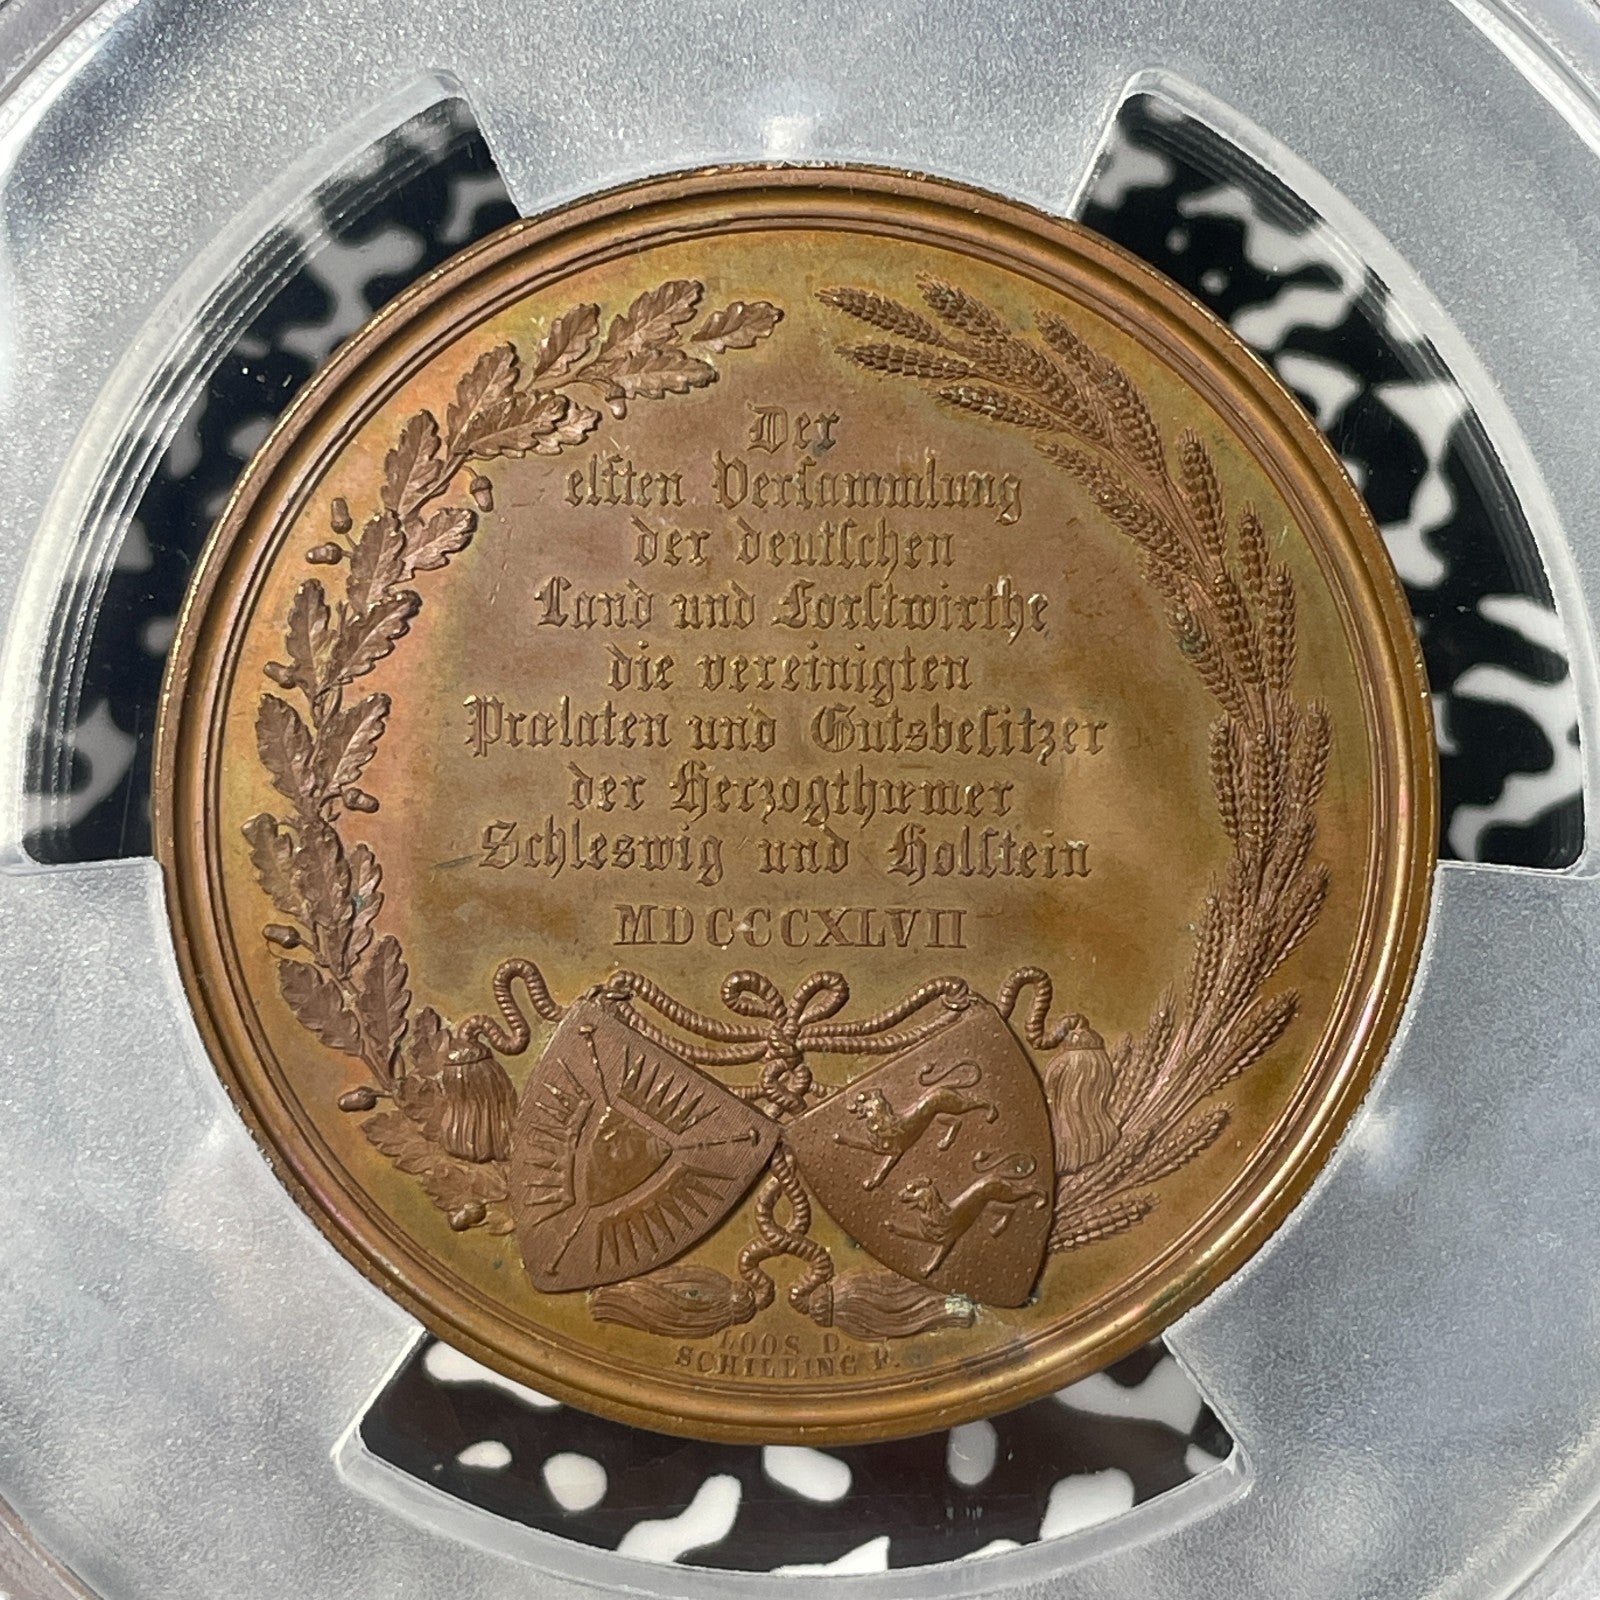 Der
elften Versammlung
der deutschen
Land und Forstwirthe
die vereinigten
Prælaten und Gutsbesitzer
der Herzogthümer
Schleswig und Holstein
MDCCCXLVII
LOOS D.
SCHILLING F.